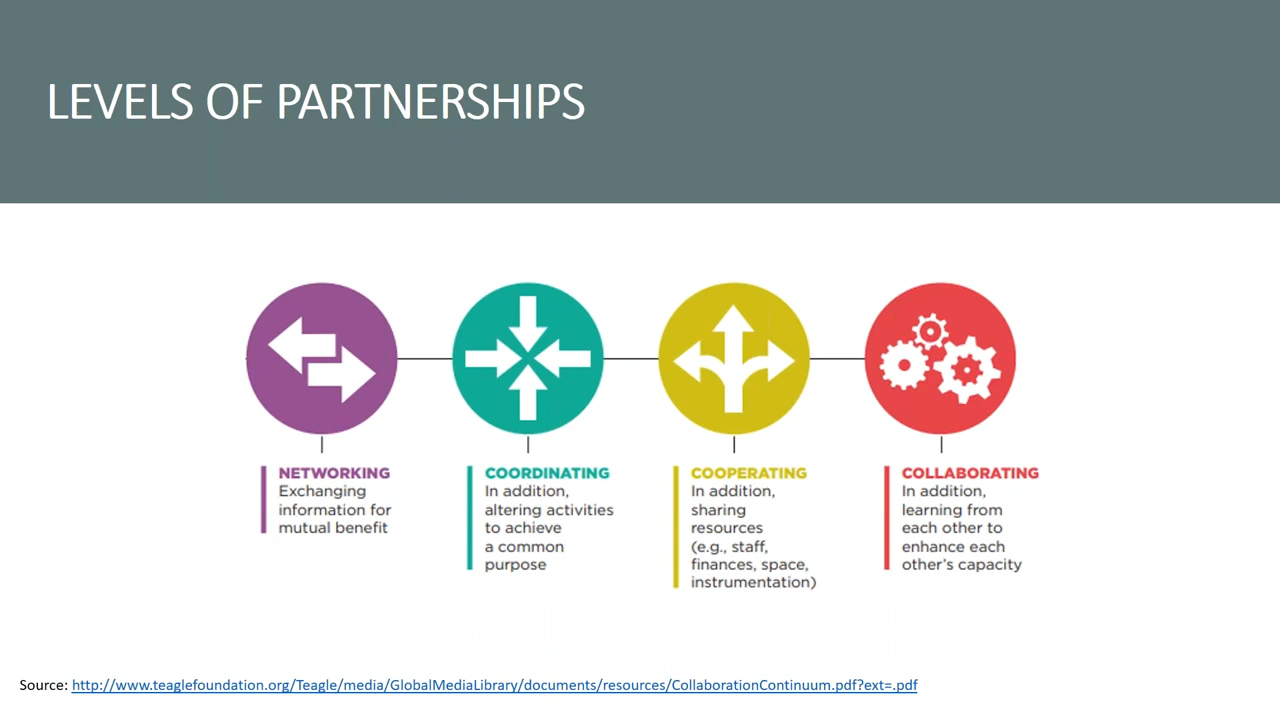 LEVELS OF PARTNERSHIPS
NETWORKING
Exchanging
information for
mutual benefit
COORDINATING
In addition,
altering activities
to achieve
a common
purpose
COOPERATING
In addition,
sharing
resources
(e.g., staff,
finances, space,
instrumentation)
COLLABORATING
In addition,
learning from
each other to
enhance each
other's capacity
Source: http://www.teaglefoundation.org/Teagle/media/GlobalMediaLibrary/documents/resources/CollaborationContinuum.pdf?ext=.pdf